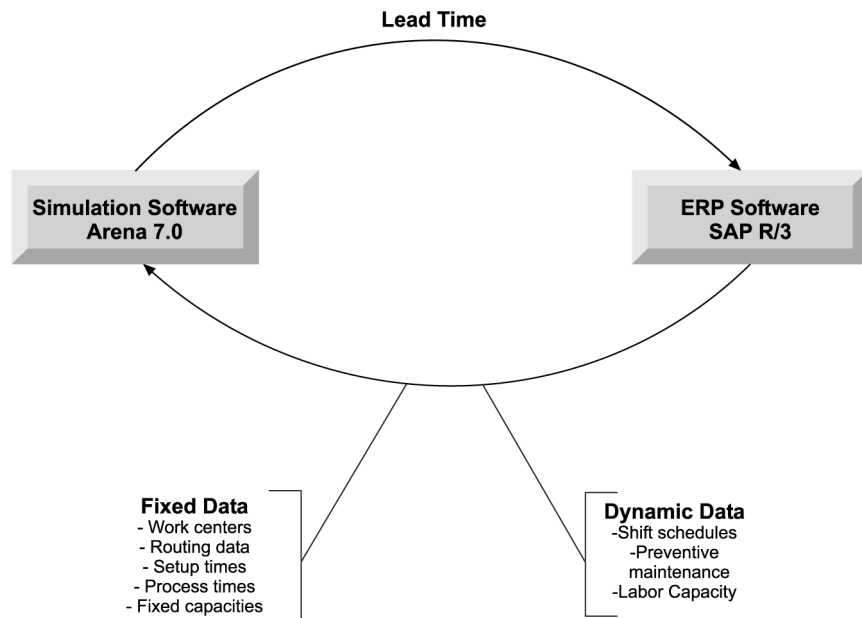 Lead Time
Simulation Software
Arena 7.0
ERP Software
SAP R/3
Fixed Data
- Work centers
- Routing data
- Setup times
- Process times
- Fixed capacities
Dynamic Data
-Shift schedules
-Preventive
maintenance
-Labor Capacity